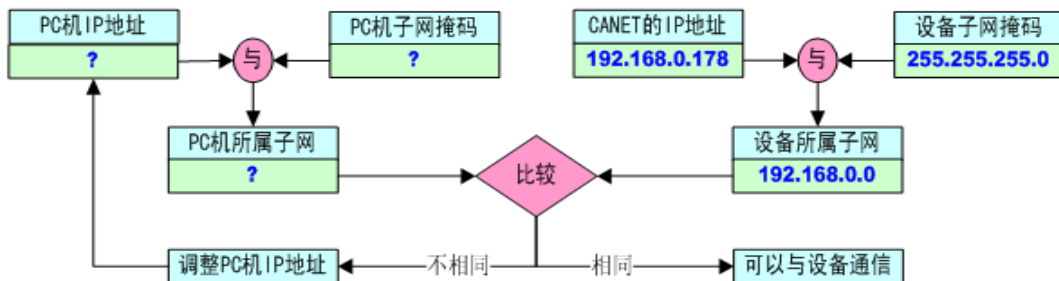 PC机IP地址
?
与
PC机子网掩码
?
CANET的IP地址
192.168.0.178
与
设备子网掩码
255.255.255.0
PC机所属子网
?
比较
设备所属子网
192.168.0.0
调整PC机IP地址
不相同
相同
可以与设备通信